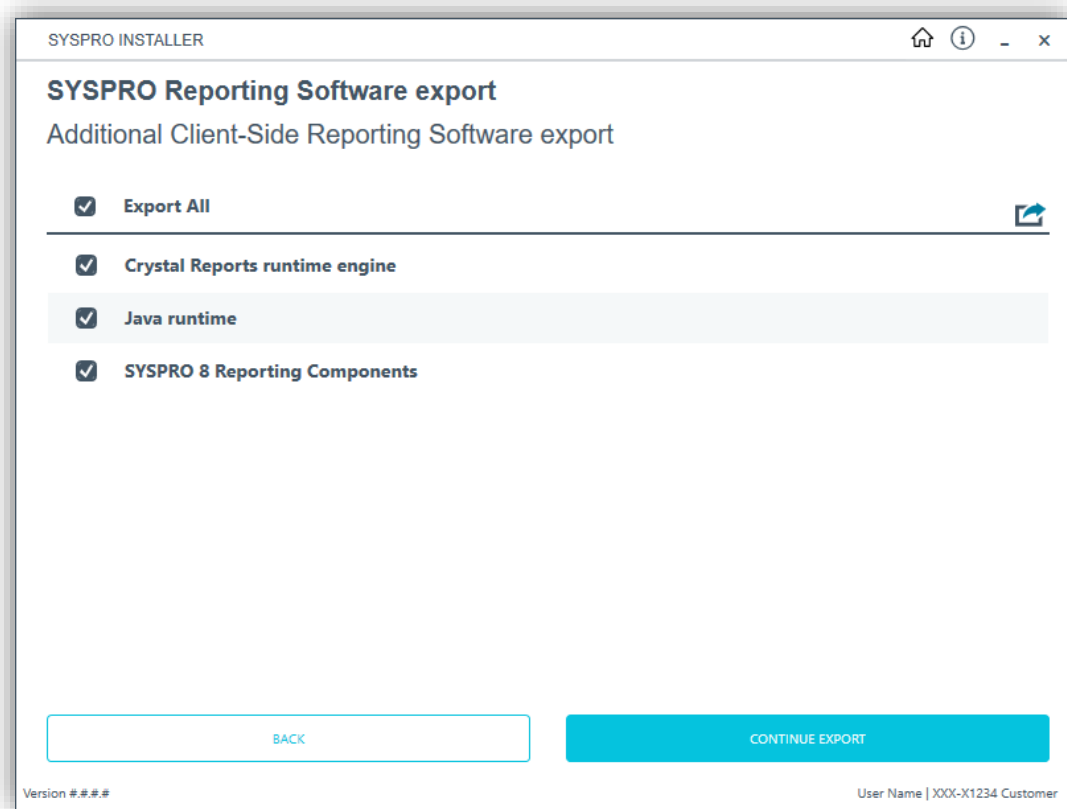 SYSPRO INSTALLER
SYSPRO Reporting Software export
Additional Client-Side Reporting Software export
Export All
Crystal Reports runtime engine
Java runtime
SYSPRO 8 Reporting Components
BACK
CONTINUE EXPORT
Version #.#.#.#
User Name | XXX-X1234 Customer